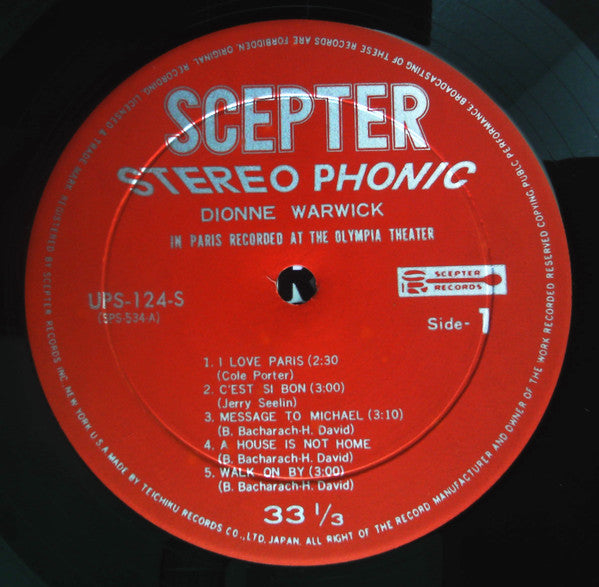 SCEPTER
STEREO PHONIC
DIONNE WARWICK
IN PARIS RECORDED AT THE OLYMPIA THEATER
UPS-124-S
(SPS-534-A)
SCEPTER
RECORDS
Side- 1
1. I LOVE PARIS (2:30
(Cole Porter)
2. C'EST SI BON (3:00)
(Jerry Seelin)
3. MESSAGE TO MICHAEL (3:10)
(B. Bacharach-H. David)
4. A HOUSE IS NOT HOME
(B. Bacharach-H. David)
5. WALK ON BY (3:00)
(B. Bacharach-H. David)
33 1/3
LICENSED & TRADE MARK REGISTERED BY SCEPTER RECORDS INC. NEW YORK U.S.A MADE BY TEICHIKU RECORDS CO., LTD. JAPAN. ALL RIGHT OF THE RECORD MANUFACTURER AND OWNER OF THE WORK RECORDED RESERVED COPYING PUBLIC PERFORMANCE, BROADCASTING OF THESE RECORDS ARE FORBIDDEN. ORIGINAL RECORDING.